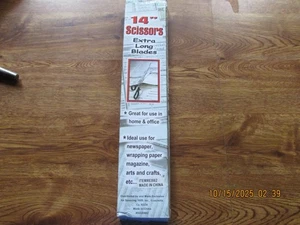 14"
Scissors
Extra
Long
Blades
• Great for use in
home & office
• Ideal use for
newspaper,
wrapping paper
magazine,
arts and crafts,
etc...
MADE IN CHINA
10/15/2025 02:39